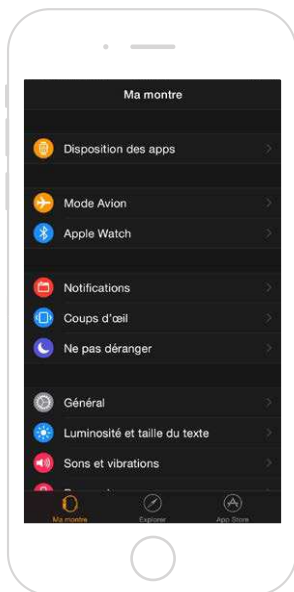 Ma montre
Disposition des apps
Mode Avion
Apple Watch
Notifications
Coups d'œil
Ne pas déranger
Général
Luminosité et taille du texte
Sons et vibrations
Ma montre
Explorer
App Store